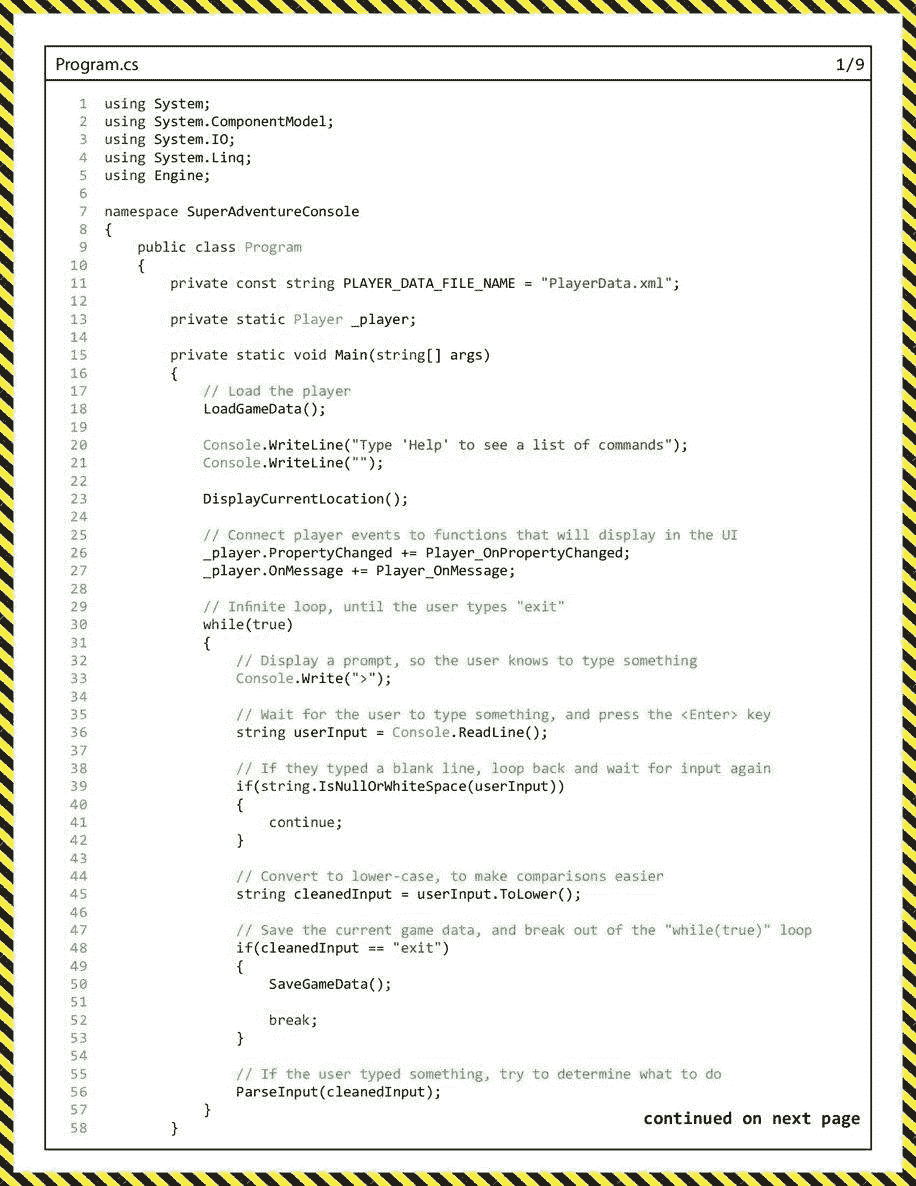 Program.cs 1/9
1 using System;
2 using System.ComponentModel;
3 using System.IO;
4 using System.Linq;
5 using Engine;
6
7 namespace SuperAdventureConsole
8 {
9     public class Program
10     {
11         private const string PLAYER_DATA_FILE_NAME = "PlayerData.xml";
12
13         private static Player _player;
14
15         private static void Main(string[] args)
16         {
17             // Load the player
18             LoadGameData();
19
20             Console.WriteLine("Type 'Help' to see a list of commands");
21             Console.WriteLine("");
22
23             DisplayCurrentLocation();
24
25             // Connect player events to functions that will display in the UI
26             _player.PropertyChanged += Player_OnPropertyChanged;
27             _player.OnMessage += Player_OnMessage;
28
29             // Infinite loop, until the user types "exit"
30             while(true)
31             {
32                 // Display a prompt, so the user knows to type something
33                 Console.Write(">");
34
35                 // Wait for the user to type something, and press the <Enter> key
36                 string userInput = Console.ReadLine();
37
38                 // If they typed a blank line, loop back and wait for input again
39                 if(string.IsNullOrWhiteSpace(userInput))
40                 {
41                     continue;
42                 }
43
44                 // Convert to lower-case, to make comparisons easier
45                 string cleanedInput = userInput.ToLower();
46
47                 // Save the current game data, and break out of the "while(true)" loop
48                 if(cleanedInput == "exit")
49                 {
50                     SaveGameData();
51
52                     break;
53                 }
54
55                 // If the user typed something, try to determine what to do
56                 ParseInput(cleanedInput);
57             }
58         }
continued on next page